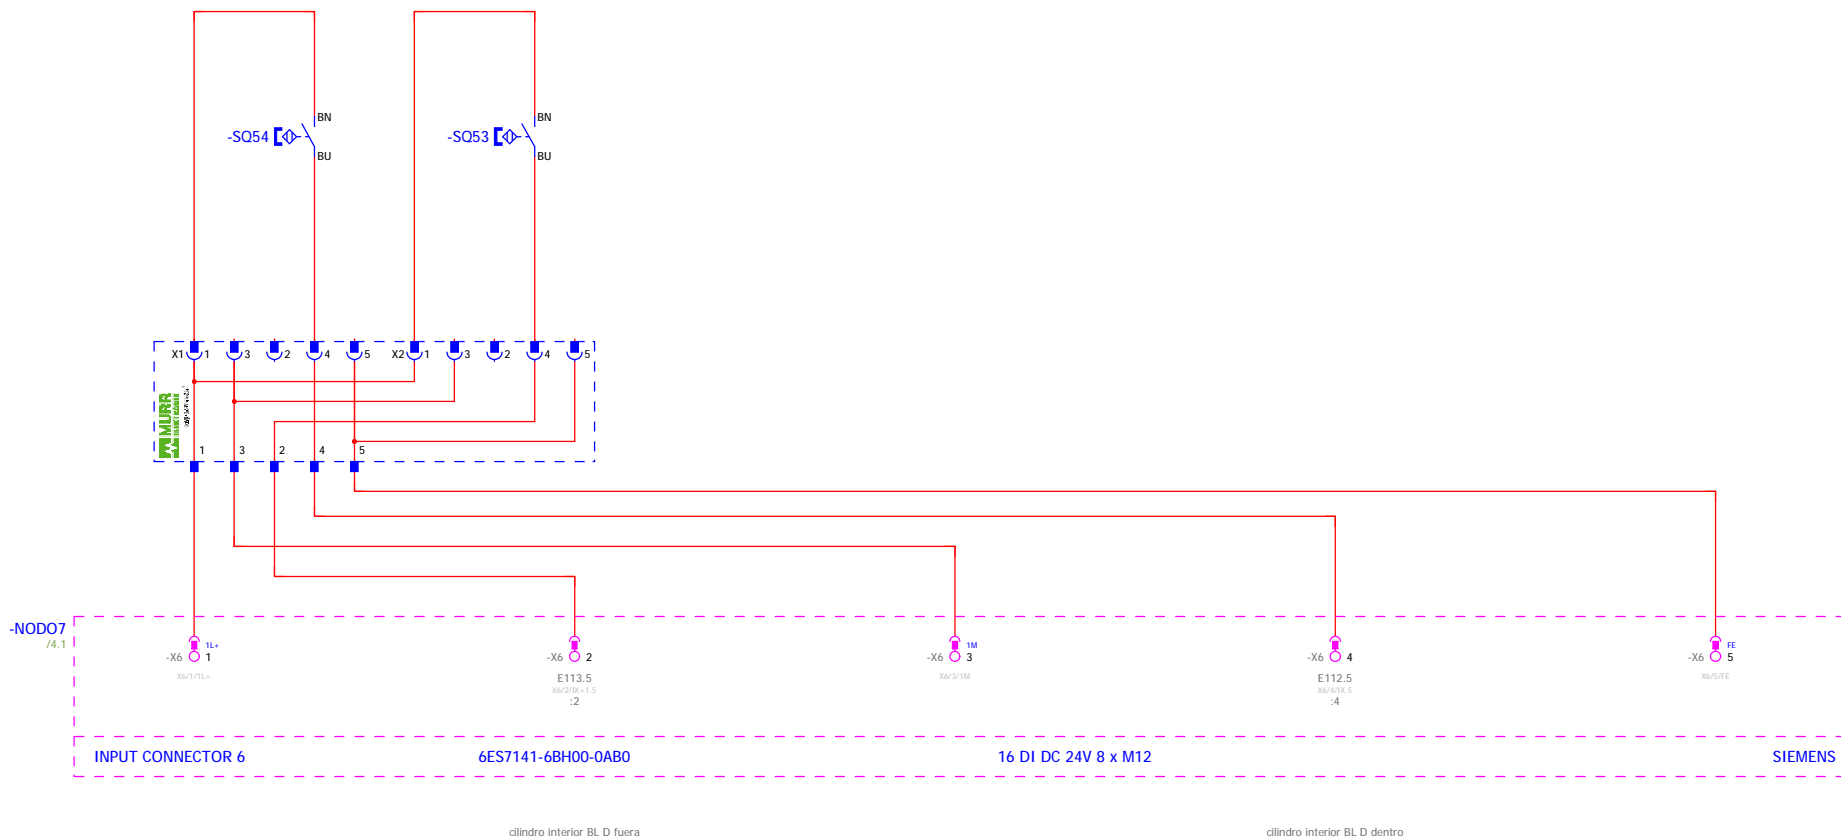 BN
BN
-SQ54
-SQ53
BU
BU
X1 1 3 2 4 5 X2 1 3 2 4 5
MURR
1 3 2 4 5
-NODO7
/4.1
1L+ 1M FE
-X6 1 -X6 2 -X6 3 -X6 4 -X6 5
X6/1/1L+ E113.5 X6/3/1M E112.5 X6/5/FE
X6/2/IX+1.5 X6/4/IX.5
:2 :4
INPUT CONNECTOR 6 6ES7141-6BH00-0AB0 16 DI DC 24V 8 x M12 SIEMENS
cilindro interior BL D fuera cilindro interior BL D dentro